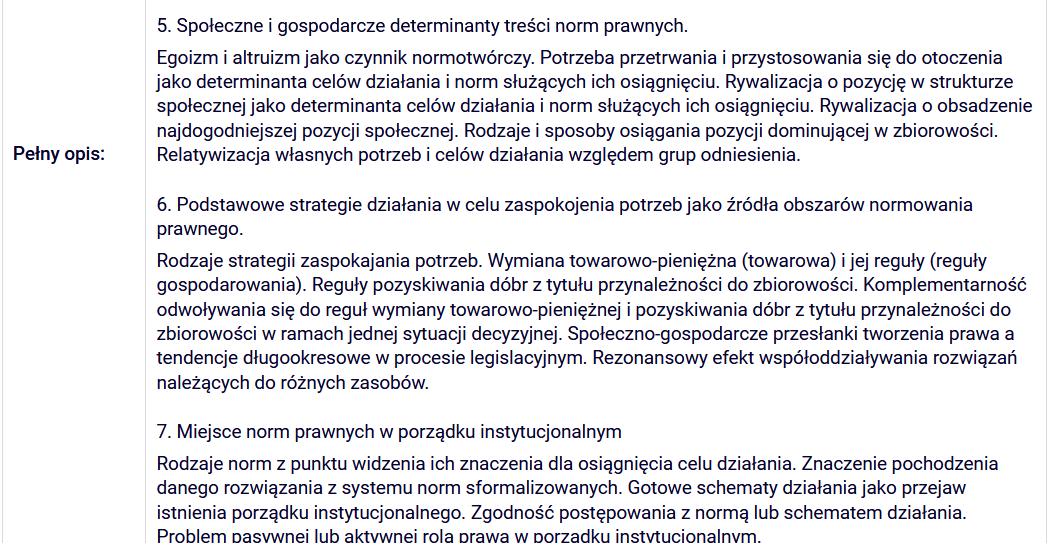 5. Społeczne i gospodarcze determinanty treści norm prawnych.
Egoizm i altruizm jako czynnik normotwórczy. Potrzeba przetrwania i przystosowania się do otoczenia
jako determinanta celów działania i norm służących ich osiągnięciu. Rywalizacja o pozycję w strukturze
społecznej jako determinanta celów działania i norm służących ich osiągnięciu. Rywalizacja o obsadzenie
najdogodniejszej pozycji społecznej. Rodzaje i sposoby osiągania pozycji dominującej w zbiorowości.
Pełny opis:
Relatywizacja własnych potrzeb i celów działania względem grup odniesienia.
6. Podstawowe strategie działania w celu zaspokojenia potrzeb jako źródła obszarów normowania
prawnego.
Rodzaje strategii zaspokajania potrzeb. Wymiana towarowo-pieniężna (towarowa) i jej reguły (reguły
gospodarowania). Reguły pozyskiwania dóbr z tytułu przynależności do zbiorowości. Komplementarność
odwoływania się do reguł wymiany towarowo-pieniężnej i pozyskiwania dóbr z tytułu przynależności do
zbiorowości w ramach jednej sytuacji decyzyjnej. Społeczno-gospodarcze przesłanki tworzenia prawa a
tendencje długookresowe w procesie legislacyjnym. Rezonansowy efekt współoddziaływania rozwiązań
należących do różnych zasobów.
7. Miejsce norm prawnych w porządku instytucjonalnym
Rodzaje norm z punktu widzenia ich znaczenia dla osiągnięcia celu działania. Znaczenie pochodzenia
danego rozwiązania z systemu norm sformalizowanych. Gotowe schematy działania jako przejaw
istnienia porządku instytucjonalnego. Zgodność postępowania z normą lub schematem działania.
Problem pasywnej lub aktywnej rola prawa w porządku instytucjonalnym.